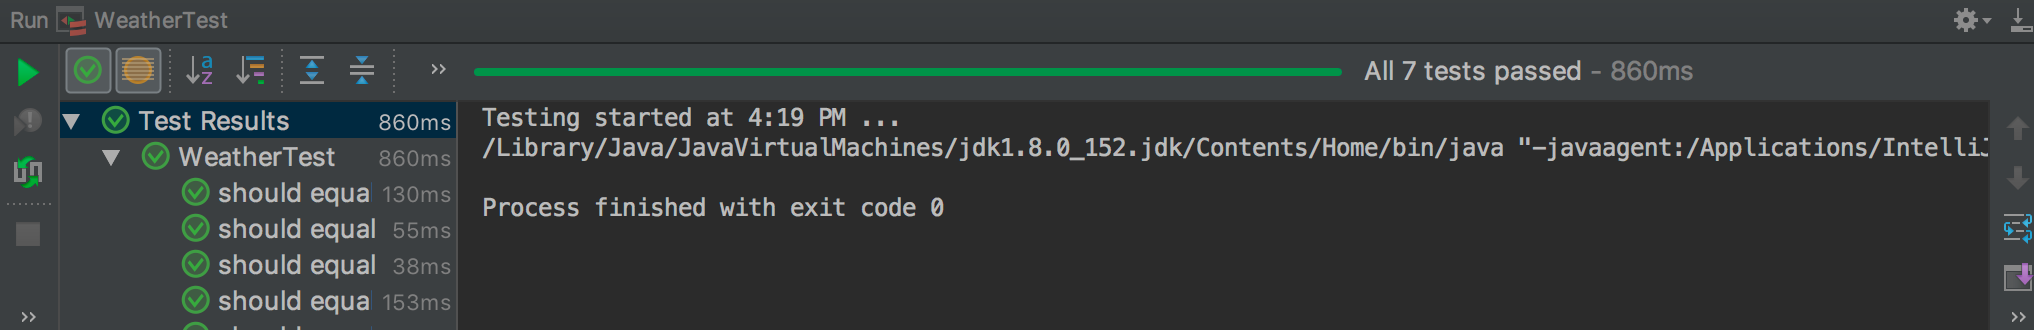 Run WeatherTest
All 7 tests passed - 860ms
Test Results 860ms
WeatherTest 860ms
should equa 130ms
should equal 55ms
should equal 38ms
should equa 153ms
Testing started at 4:19 PM ...
/Library/Java/JavaVirtualMachines/jdk1.8.0_152.jdk/Contents/Home/bin/java "-javaagent:/Applications/IntelliJ
Process finished with exit code 0